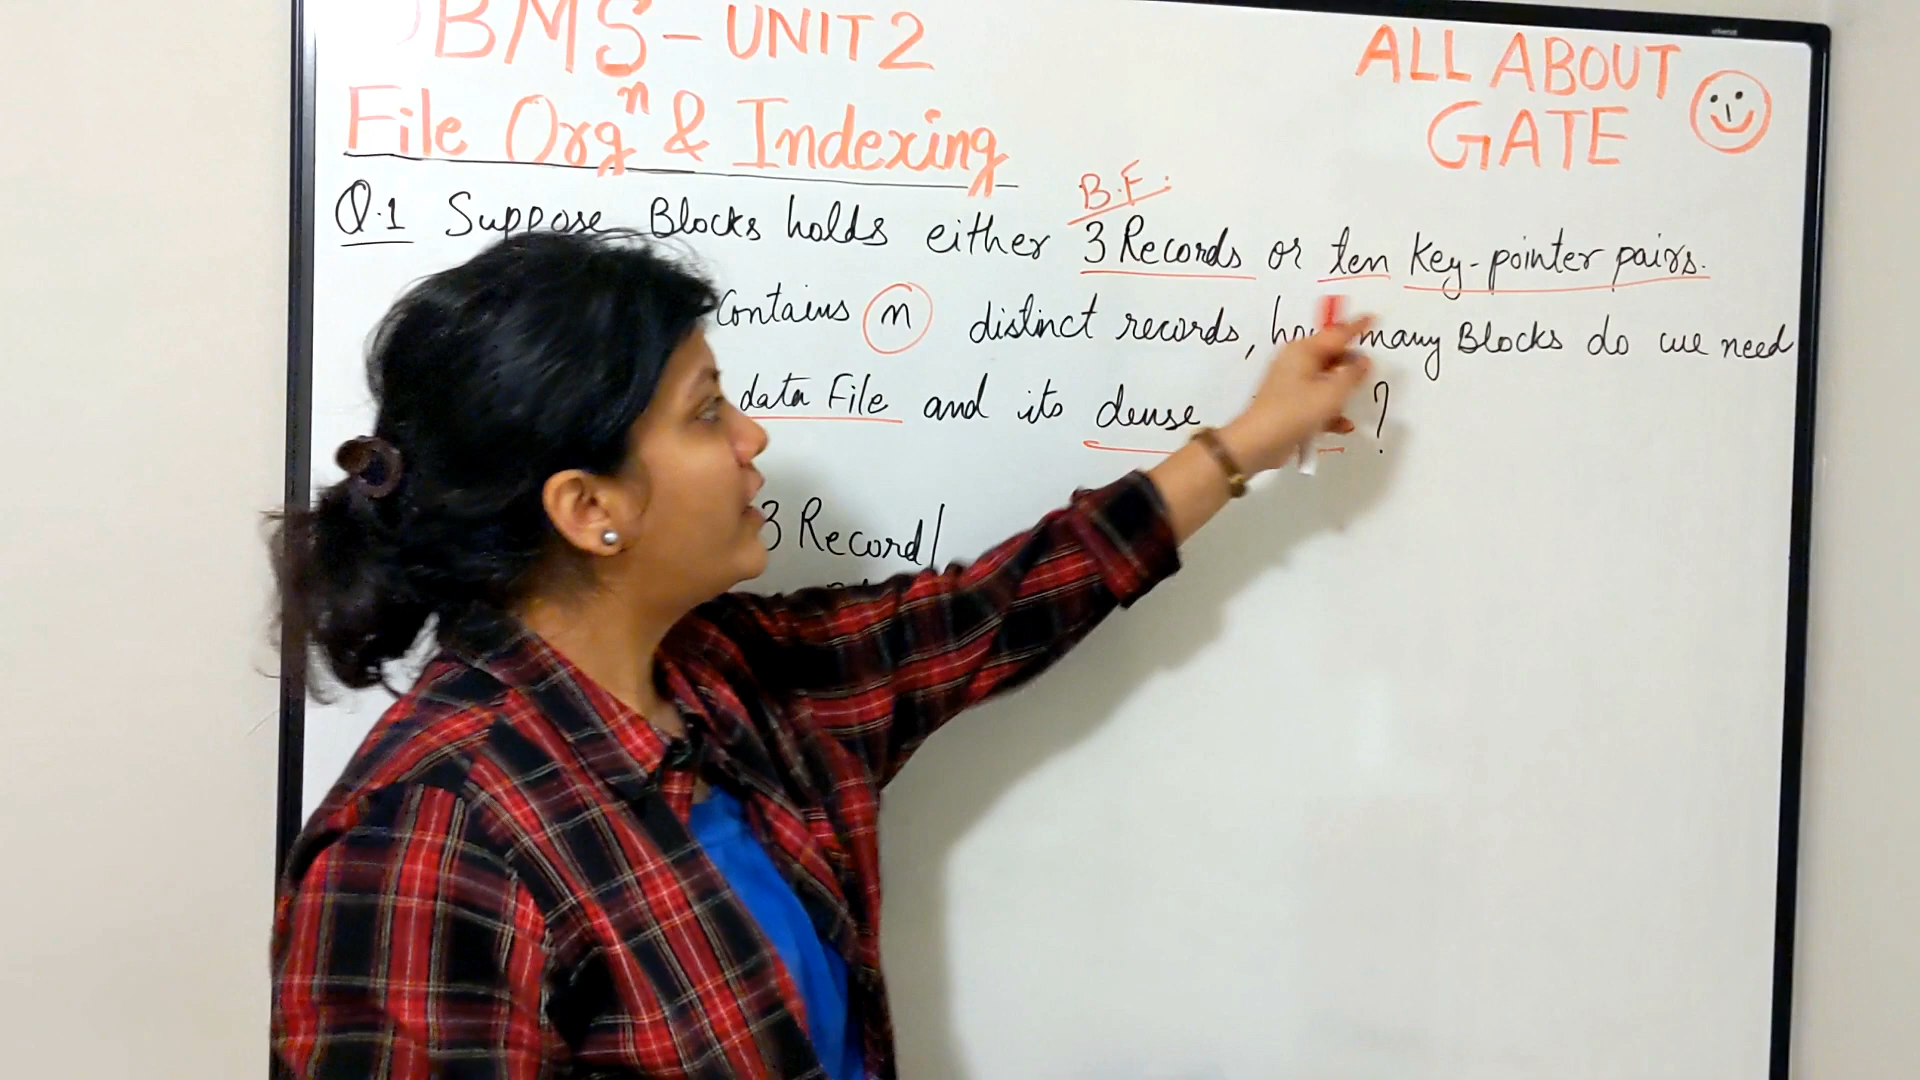 DBMS - UNIT 2
ALL ABOUT
GATE
File Orgⁿ & Indexing
B.F.
Q.1 Suppose Blocks holds either 3 Records or ten key-pointer pairs.
contains n distinct records, how many Blocks do we need
data File and its dense ?
3 Record/